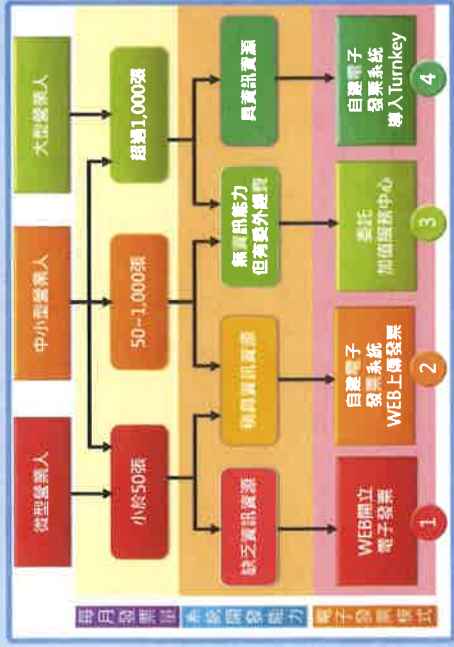 微型營業人
中小型營業人
大型營業人
每月發票量
小於50張
50~1,000張
超過1,000張
系統開發能力
缺乏資訊資源
稍具資訊資源
無資訊能力
但有委外經費
具資訊資源
電子發票模式
WEB開立
電子發票
自建電子
發票系統
WEB上傳發票
委託
加值服務中心
自建電子
發票系統
導入Turnkey
1
2
3
4